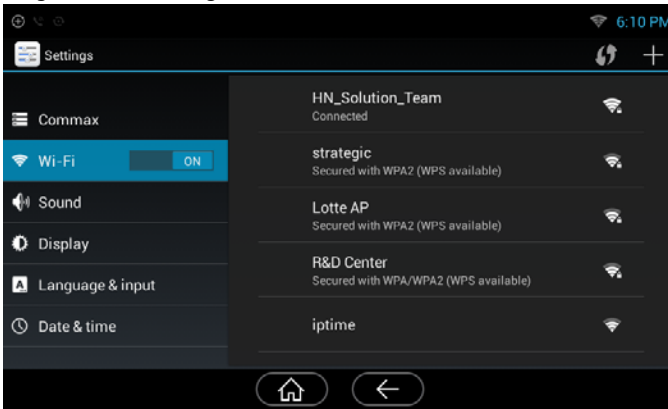 6:10 PM
Settings
Commax
Wi-Fi
ON
Sound
Display
A
Language & input
Date & time
HN_Solution_Team
Connected
strategic
Secured with WPA2 (WPS available)
Lotte AP
Secured with WPA2 (WPS available)
R&D Center
Secured with WPA/WPA2 (WPS available)
iptime